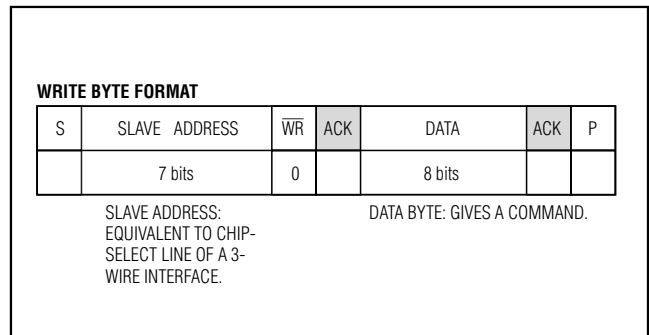 WRITE BYTE FORMAT
S SLAVE ADDRESS W̅R̅ ACK DATA ACK P
7 bits 0 8 bits
SLAVE ADDRESS:
EQUIVALENT TO CHIP-
SELECT LINE OF A 3-
WIRE INTERFACE.
DATA BYTE: GIVES A COMMAND.